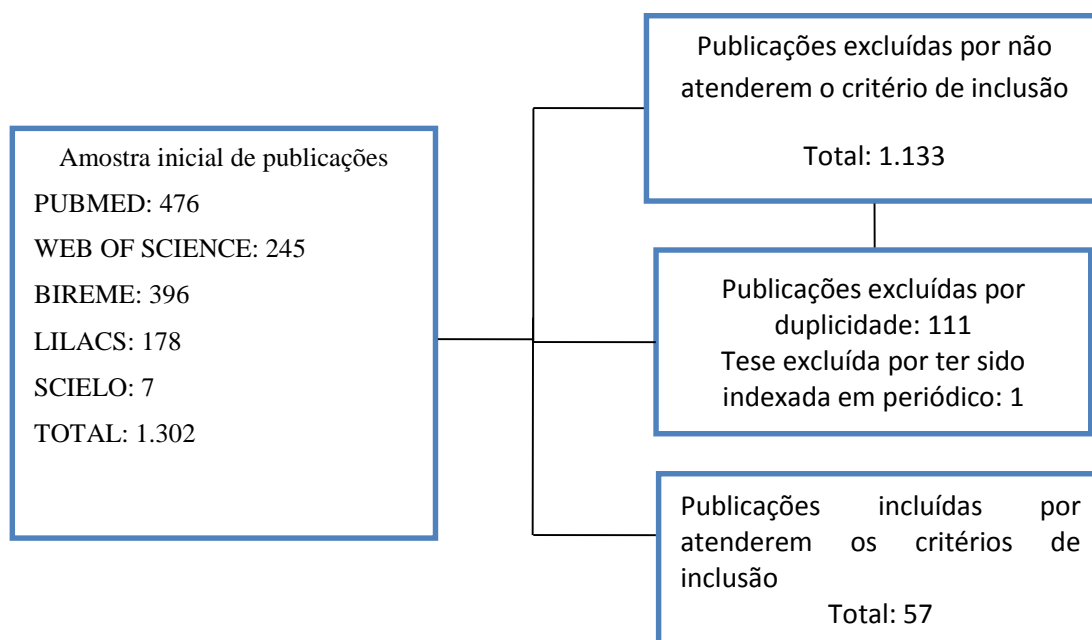 Amostra inicial de publicações
PUBMED: 476
WEB OF SCIENCE: 245
BIREME: 396
LILACS: 178
SCIELO: 7
TOTAL: 1.302
Publicações excluídas por não
atenderem o critério de inclusão
Total: 1.133
Publicações excluídas por
duplicidade: 111
Tese excluída por ter sido
indexada em periódico: 1
Publicações incluídas por
atenderem os critérios de
inclusão
Total: 57